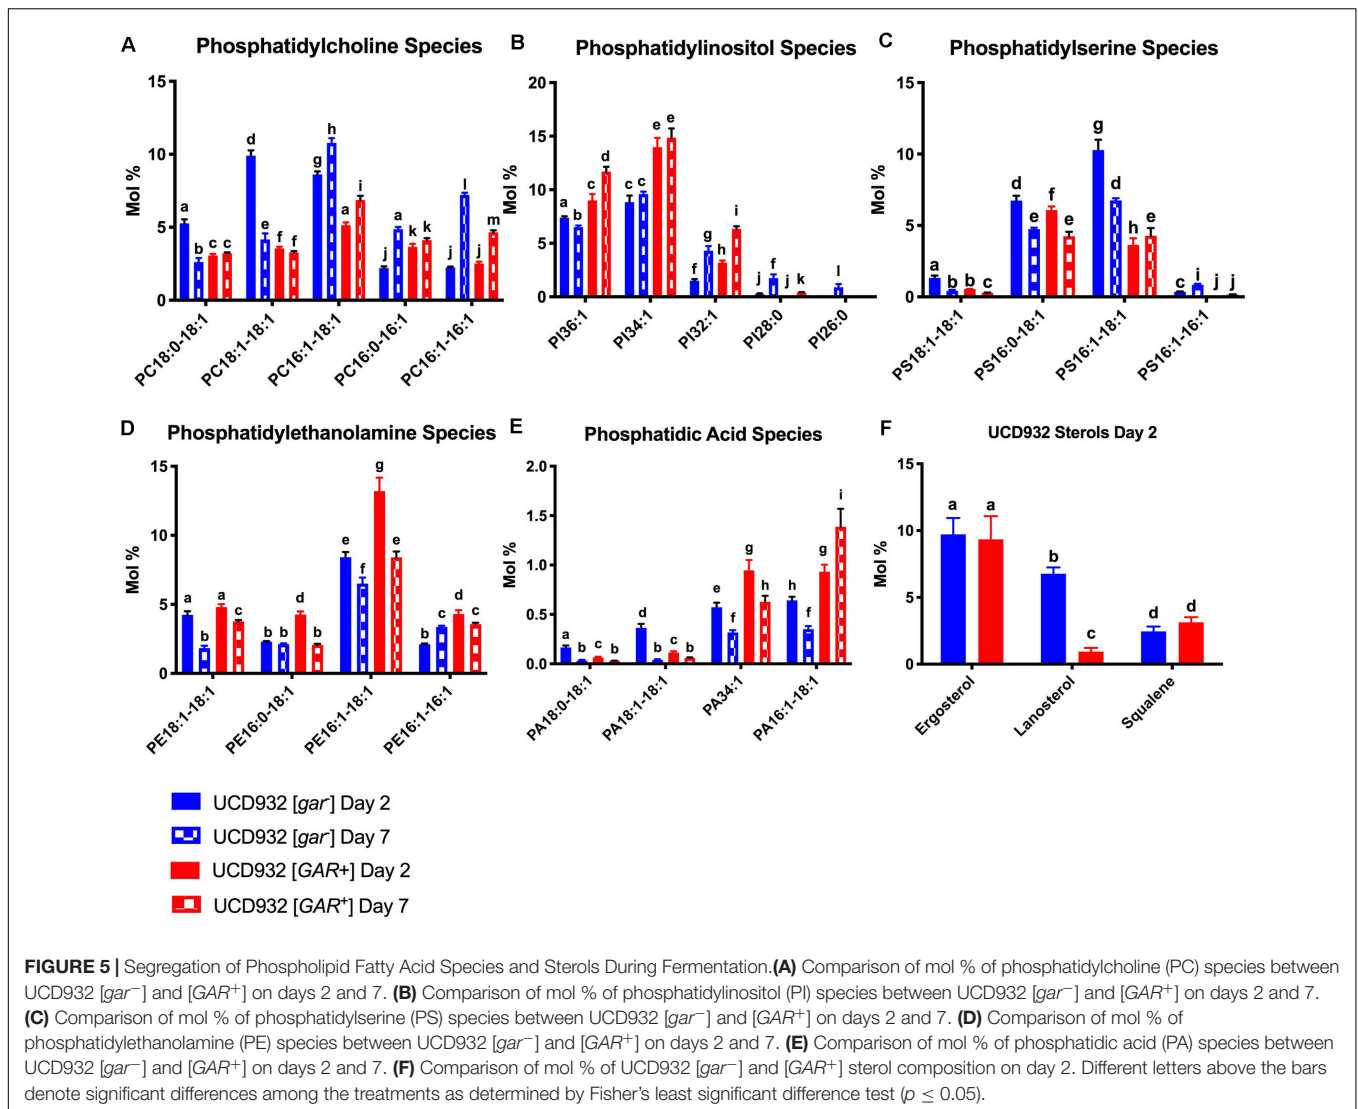 A
Phosphatidylcholine Species
Mol %
15
10
5
0
a b c c
d e f f
g h a i
j a k k
j l j m
PC18:0-18:1
PC18:1-18:1
PC16:1-18:1
PC16:0-16:1
PC16:1-16:1
B
Phosphatidylinositol Species
Mol %
20
15
10
5
0
a b c d
c c e e
f g h i
j f j k
l
PI36:1
PI34:1
PI32:1
PI28:0
PI26:0
C
Phosphatidylserine Species
Mol %
15
10
5
0
a b b c
d e f e
g d h e
c i j j
PS18:1-18:1
PS16:0-18:1
PS16:1-18:1
PS16:1-16:1
D
Phosphatidylethanolamine Species
Mol %
15
10
5
0
a b a c
b b d b
e f g e
b c d c
PE18:1-18:1
PE16:0-18:1
PE16:1-18:1
PE16:1-16:1
E
Phosphatidic Acid Species
Mol %
2.0
1.5
1.0
0.5
0.0
a b c b
d b c b
e f g h
h f g i
PA18:0-18:1
PA18:1-18:1
PA34:1
PA16:1-18:1
F
UCD932 Sterols Day 2
Mol %
15
10
5
0
a a
b c
d d
Ergosterol
Lanosterol
Squalene
UCD932 [gar-] Day 2
UCD932 [gar-] Day 7
UCD932 [GAR+] Day 2
UCD932 [GAR+] Day 7
FIGURE 5 | Segregation of Phospholipid Fatty Acid Species and Sterols During Fermentation.(A) Comparison of mol % of phosphatidylcholine (PC) species between
UCD932 [gar−] and [GAR+] on days 2 and 7. (B) Comparison of mol % of phosphatidylinositol (PI) species between UCD932 [gar−] and [GAR+] on days 2 and 7.
(C) Comparison of mol % of phosphatidylserine (PS) species between UCD932 [gar−] and [GAR+] on days 2 and 7. (D) Comparison of mol % of
phosphatidylethanolamine (PE) species between UCD932 [gar−] and [GAR+] on days 2 and 7. (E) Comparison of mol % of phosphatidic acid (PA) species between
UCD932 [gar−] and [GAR+] on days 2 and 7. (F) Comparison of mol % of UCD932 [gar−] and [GAR+] sterol composition on day 2. Different letters above the bars
denote significant differences among the treatments as determined by Fisher's least significant difference test (p ≤ 0.05).